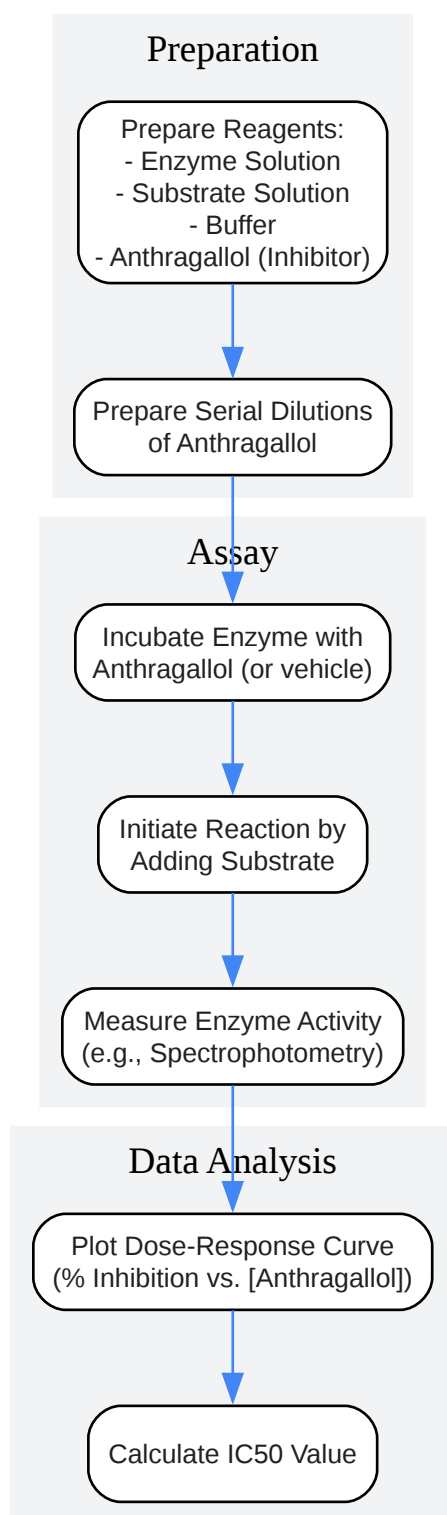 Preparation
Prepare Reagents:
- Enzyme Solution
- Substrate Solution
- Buffer
- Anthragallol (Inhibitor)
Prepare Serial Dilutions
of Anthragallol
Assay
Incubate Enzyme with
Anthragallol (or vehicle)
Initiate Reaction by
Adding Substrate
Measure Enzyme Activity
(e.g., Spectrophotometry)
Data Analysis
Plot Dose-Response Curve
(% Inhibition vs. [Anthragallol])
Calculate IC50 Value